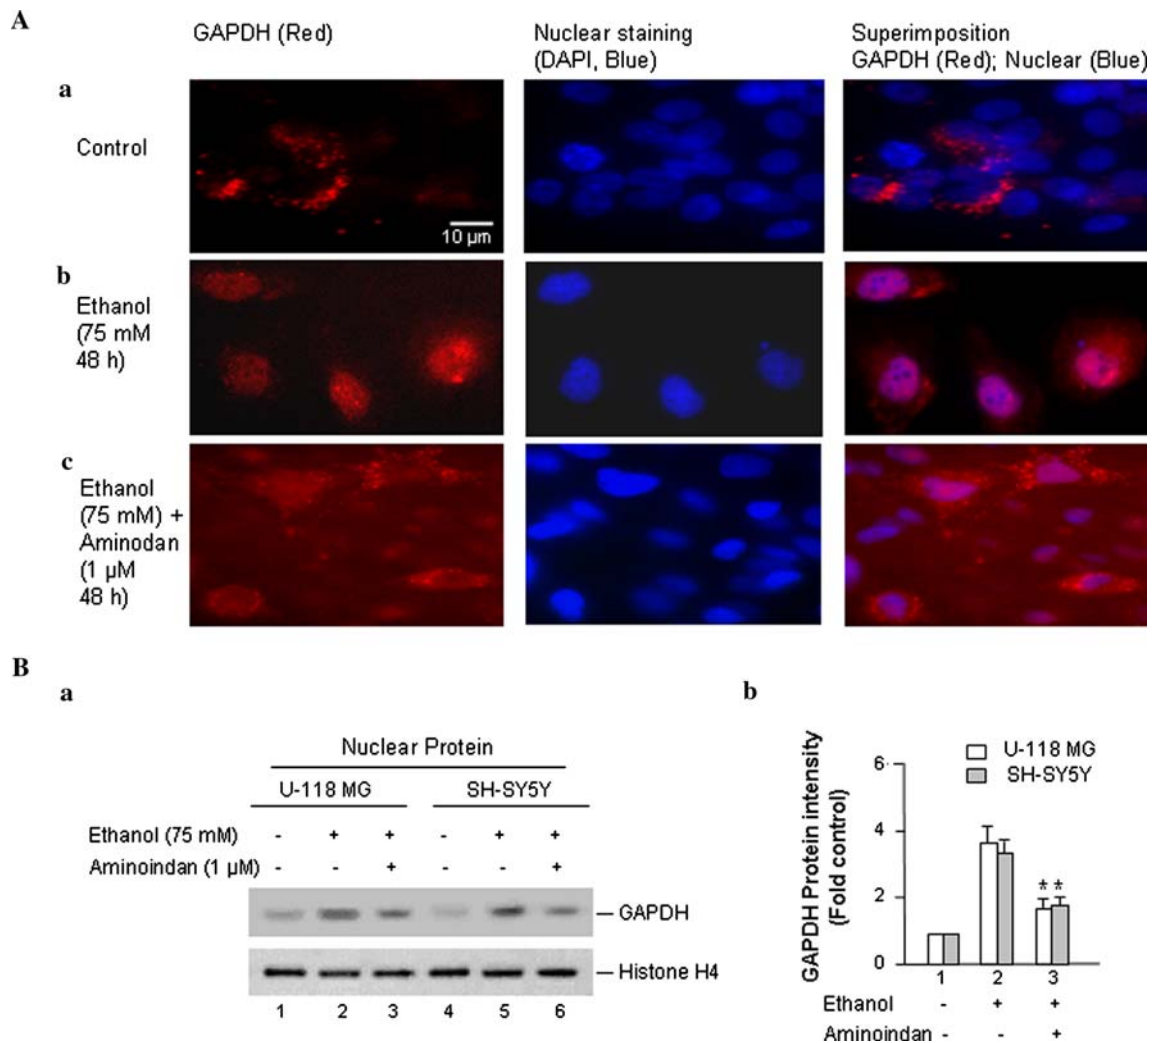 A
GAPDH (Red)
Nuclear staining
(DAPI, Blue)
Superimposition
GAPDH (Red); Nuclear (Blue)
a
Control
10 µm
b
Ethanol
(75 mM
48 h)
c
Ethanol
(75 mM) +
Aminodan
(1 µM
48 h)
B
a
Nuclear Protein
U-118 MG SH-SY5Y
Ethanol (75 mM) - + + - + +
Aminoindan (1 µM) - - + - - +
GAPDH
Histone H4
1 2 3 4 5 6
b
U-118 MG
SH-SY5Y
GAPDH Protein intensity
(Fold control)
6
4
2
0
* *
1 2 3
Ethanol - + +
Aminoindan - - +